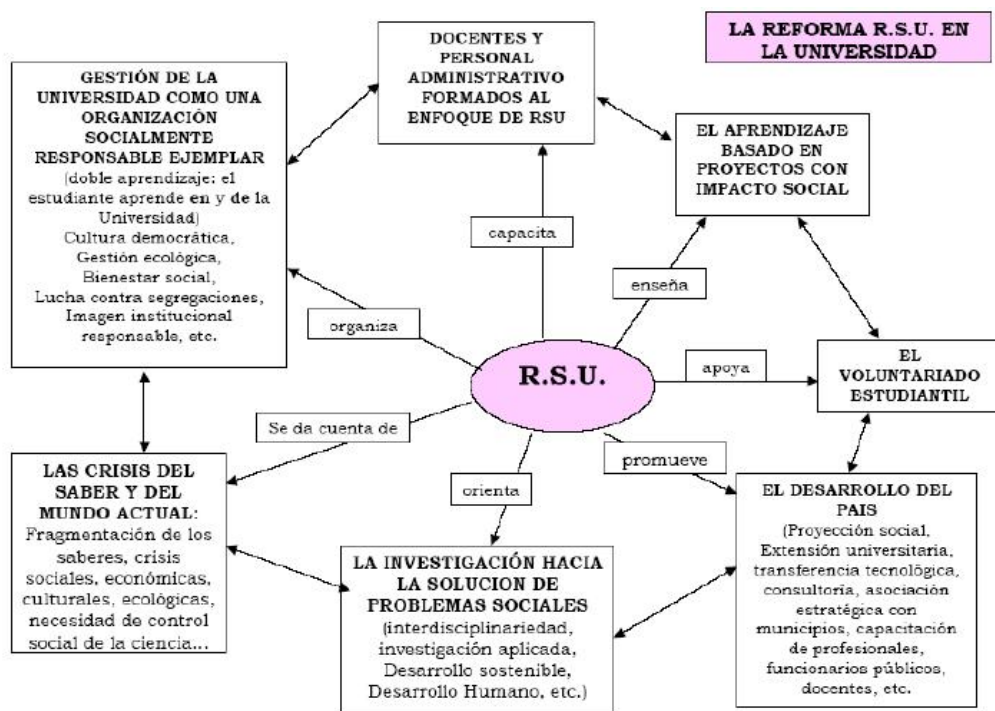 LA REFORMA R.S.U. EN
LA UNIVERSIDAD
DOCENTES Y
PERSONAL
ADMINISTRATIVO
FORMADOS AL
ENFOQUE DE RSU
GESTIÓN DE LA
UNIVERSIDAD COMO UNA
ORGANIZACIÓN
SOCIALMENTE
RESPONSABLE EJEMPLAR
(doble aprendizaje: el
estudiante aprende en y de la
Universidad)
Cultura democrática,
Gestión ecológica,
Bienestar social,
Lucha contra segregaciones,
Imagen institucional
responsable, etc.
EL APRENDIZAJE
BASADO EN
PROYECTOS CON
IMPACTO SOCIAL
capacita
enseña
organiza
R.S.U.
apoya
EL
VOLUNTARIADO
ESTUDIANTIL
Se da cuenta de
promueve
orienta
LAS CRISIS DEL
SABER Y DEL
MUNDO ACTUAL:
Fragmentación de los
saberes, crisis
sociales, económicas,
culturales, ecológicas,
necesidad de control
social de la ciencia...
LA INVESTIGACIÓN HACIA
LA SOLUCION DE
PROBLEMAS SOCIALES
(interdisciplinariedad,
investigación aplicada,
Desarrollo sostenible,
Desarrollo Humano, etc.)
EL DESARROLLO DEL
PAIS
(Proyección social,
Extensión universitaria,
transferencia tecnológica,
consultoría, asociación
estratégica con
municipios, capacitación
de profesionales,
funcionarios públicos,
docentes, etc.